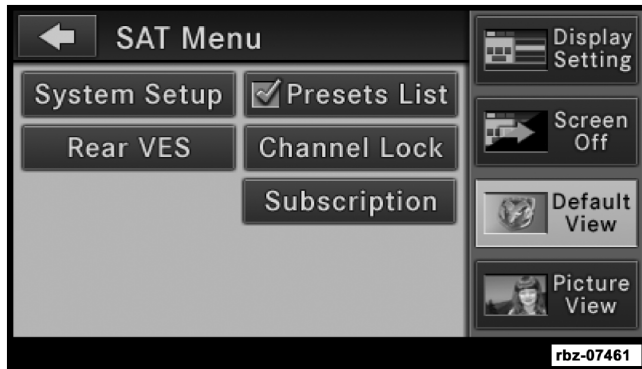 SAT Menu
System Setup
Presets List
Rear VES
Channel Lock
Subscription
Display
Setting
Screen
Off
Default
View
Picture
View
rbz-07461